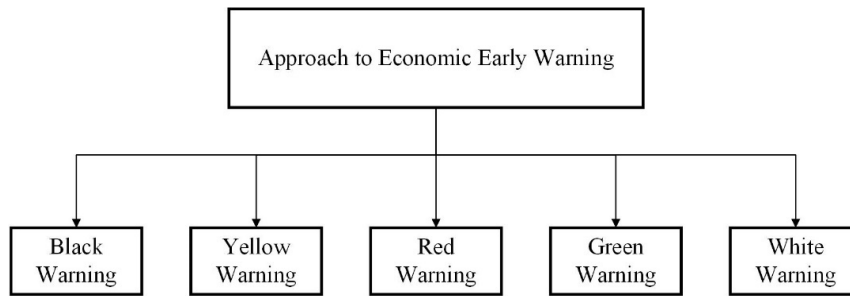 Approach to Economic Early Warning
Black
Warning
Yellow
Warning
Red
Warning
Green
Warning
White
Warning